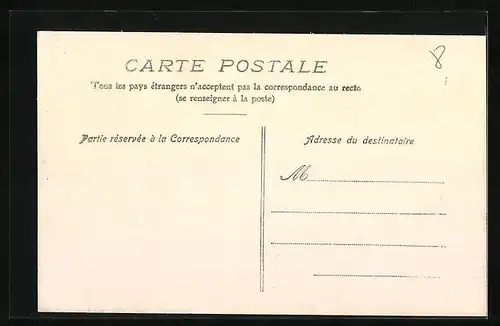 CARTE POSTALE
8
Tous les pays étrangers n'acceptent pas la correspondance au recto
(se renseigner à la poste)
Partie réservée à la Correspondance
Adresse du destinataire
M